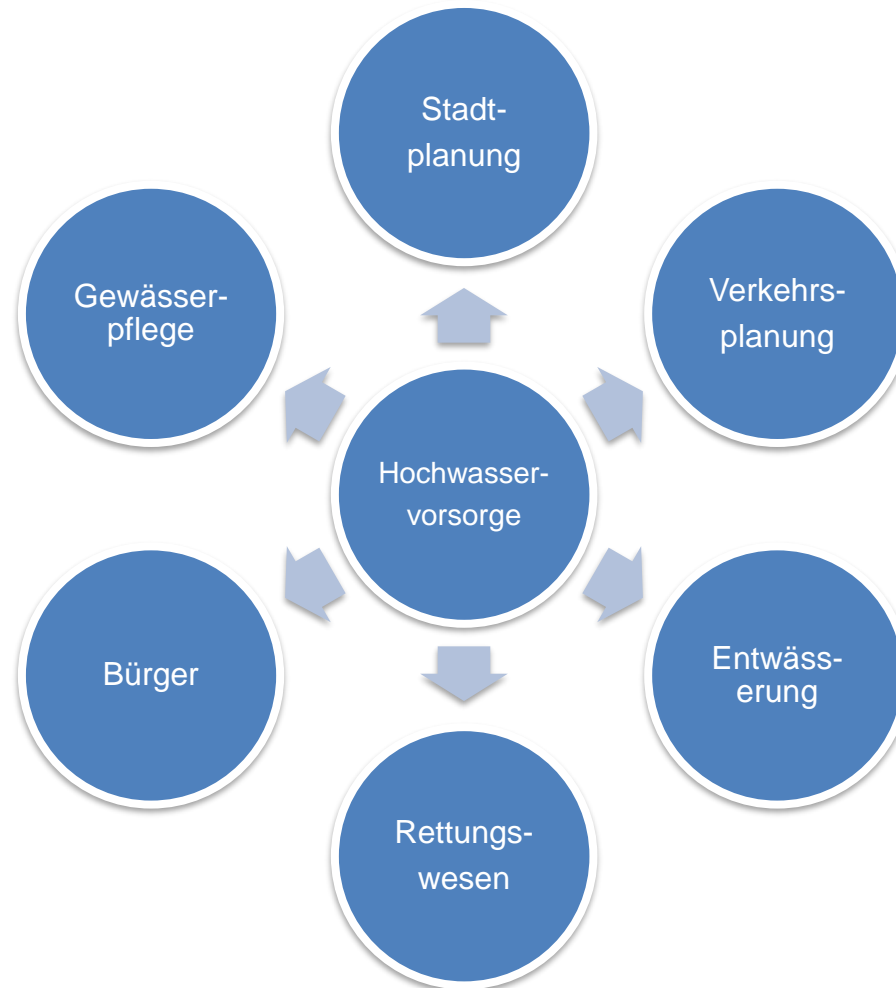 Stadt-
planung
Gewässer-
pflege
Verkehrs-
planung
Hochwasser-
vorsorge
Bürger
Entwäss-
erung
Rettungs-
wesen